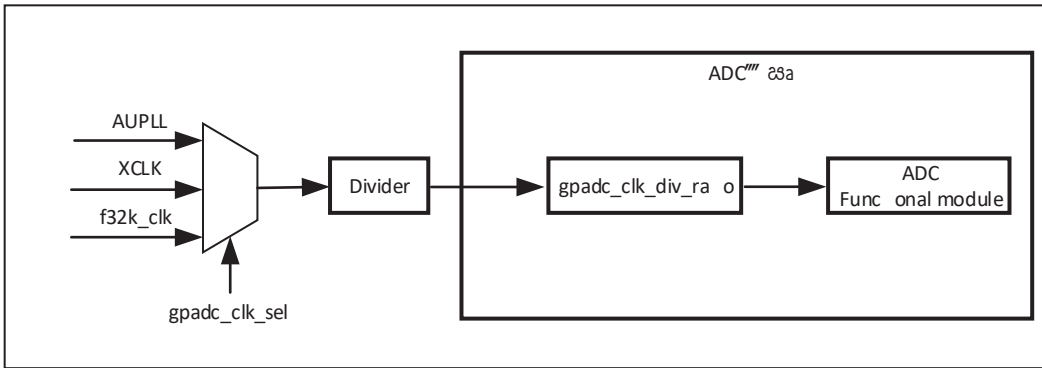 ADC
AUPLL
XCLK
f32k_clk
gpadc_clk_sel
Divider
gpadc_clk_div_ra o
ADC
Func onal module